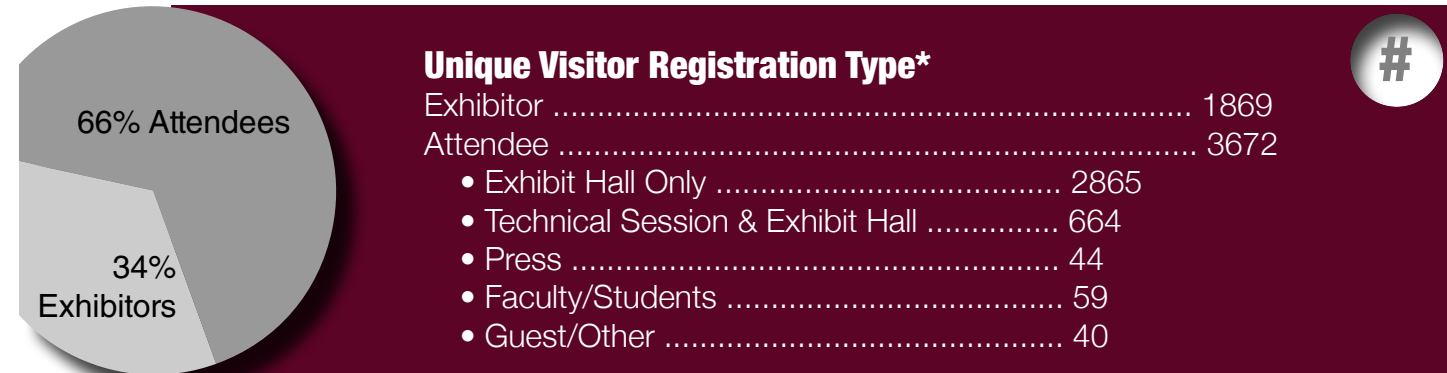 66% Attendees
34%
Exhibitors
Unique Visitor Registration Type*
Exhibitor ........................................................................ 1869
Attendee ........................................................................ 3672
• Exhibit Hall Only ....................................... 2865
• Technical Session & Exhibit Hall ............... 664
• Press ....................................................... 44
• Faculty/Students ...................................... 59
• Guest/Other ............................................. 40
#